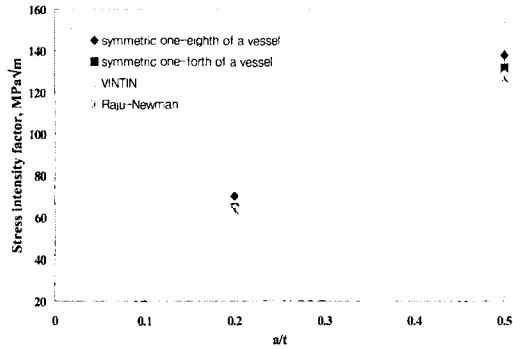 160
140
120
100
80
60
40
20
Stress intensity factor, MPa√m
symmetric one-eighth of a vessel
symmetric one-forth of a vessel
VINTIN
Raju-Newman
0
0.1
0.2
0.3
0.4
0.5
a/t